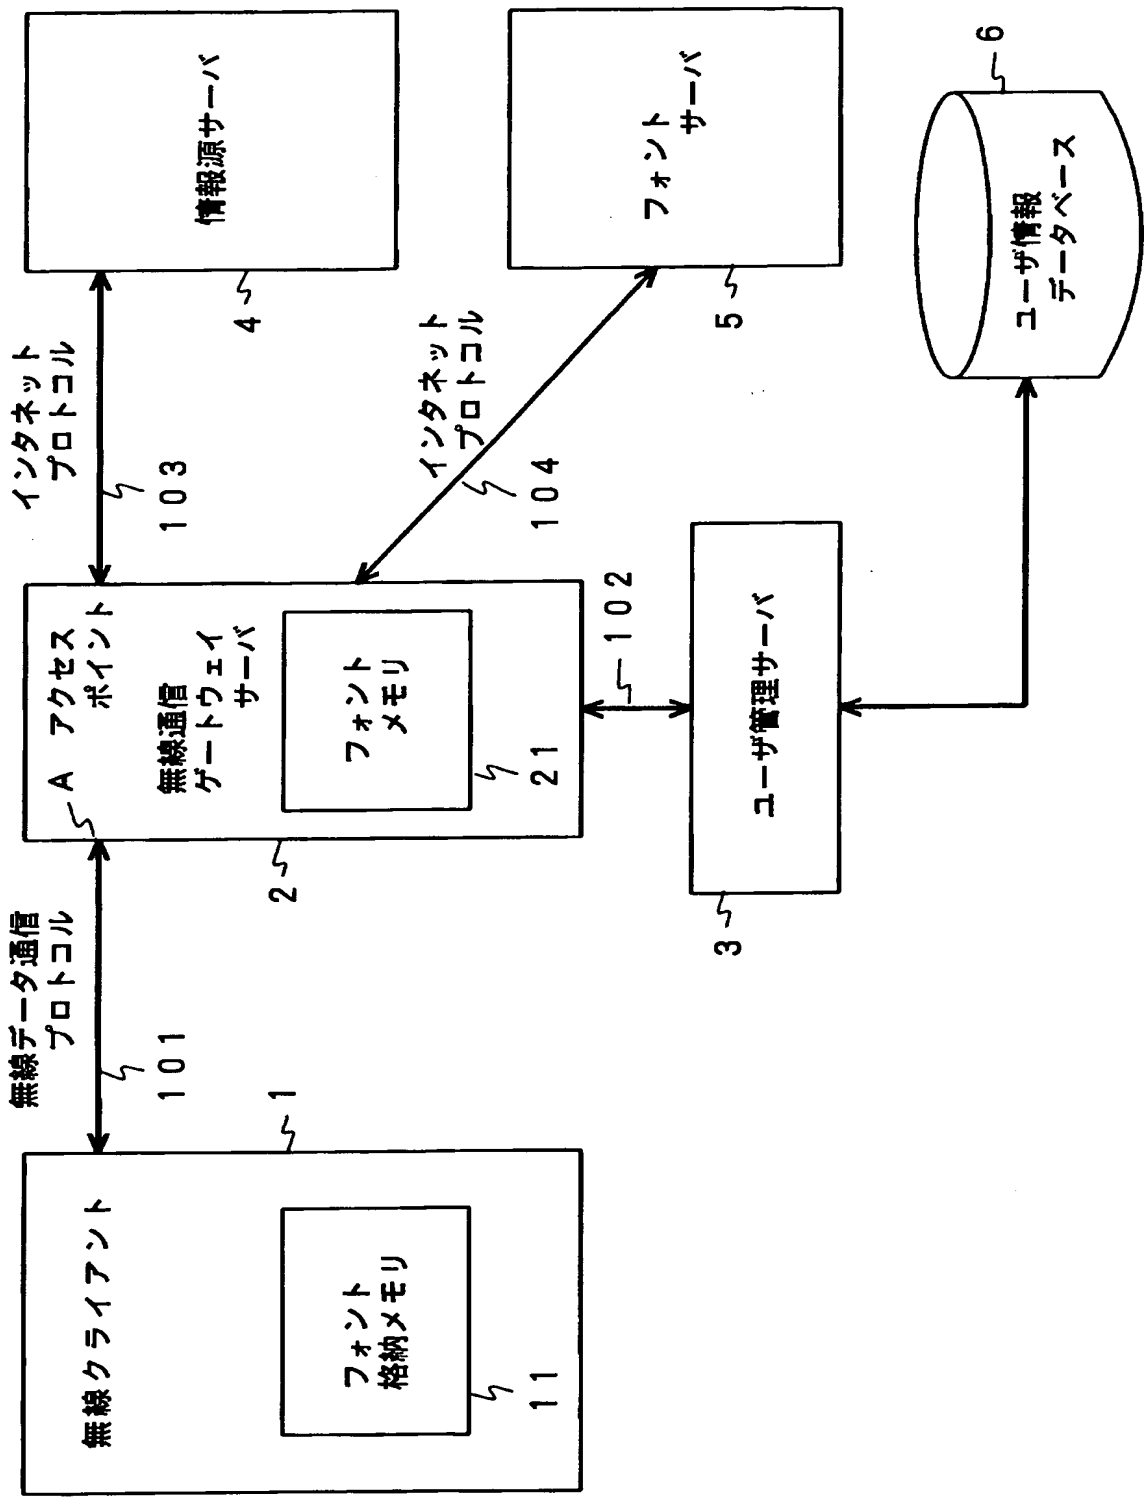 無線クライアント
フォント
格納メモリ
11
1
無線データ通信
プロトコル
101
A アクセス
ポイント
無線通信
ゲートウェイ
サーバ
フォント
メモリ
21
2
102
ユーザ管理サーバ
3
インタネット
プロトコル
103
情報源サーバ
4
インタネット
プロトコル
104
フォント
サーバ
5
ユーザ情報
データベース
6